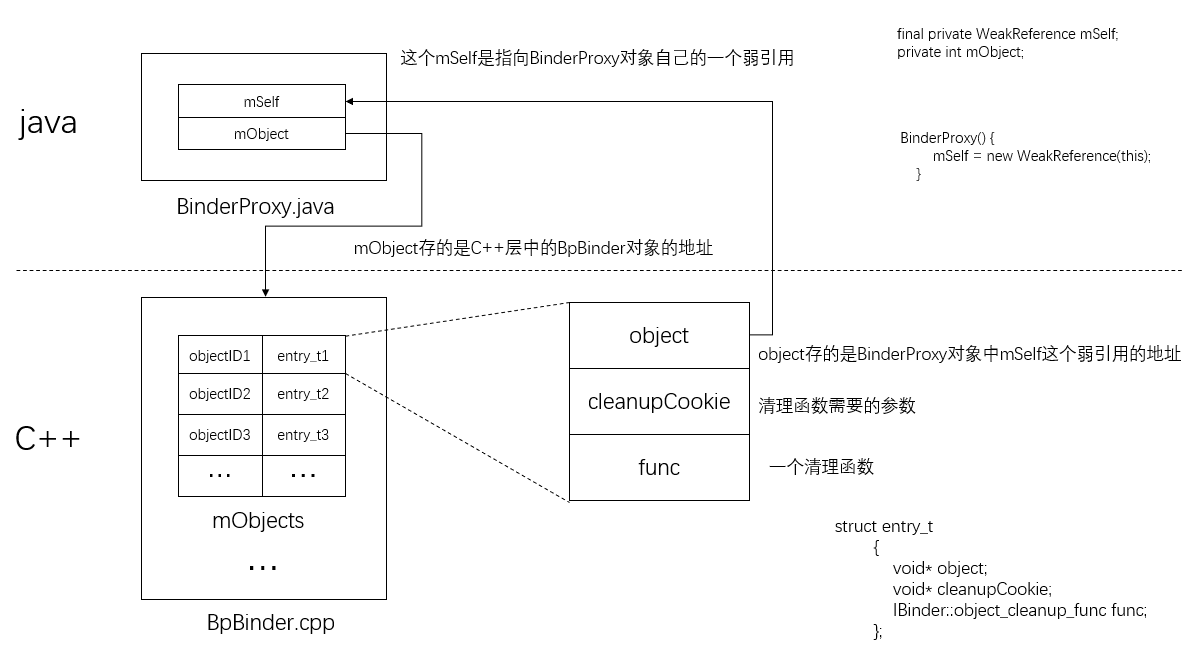 final private WeakReference mSelf;
private int mObject;
这个mSelf是指向BinderProxy对象自己的一个弱引用
java
mSelf
mObject
BinderProxy() {
mSelf = new WeakReference(this);
}
BinderProxy.java
mObject存的是C++层中的BpBinder对象的地址
C++
objectID1 entry_t1
objectID2 entry_t2
objectID3 entry_t3
... ...
mObjects
...
BpBinder.cpp
object
object存的是BinderProxy对象中mSelf这个弱引用的地址
cleanupCookie
清理函数需要的参数
func
一个清理函数
struct entry_t
{
void* object;
void* cleanupCookie;
IBinder::object_cleanup_func func;
};